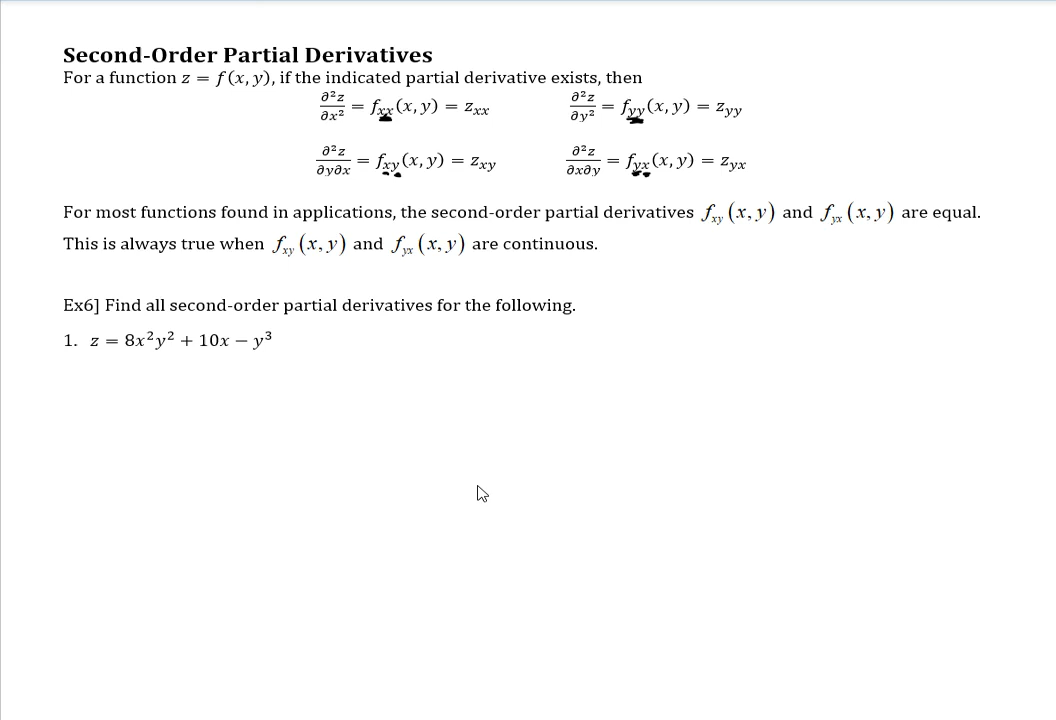 Second-Order Partial Derivatives
For a function z = f(x, y), if the indicated partial derivative exists, then
∂²z/∂x² = fxx(x, y) = zxx    ∂²z/∂y² = fyy(x, y) = zyy
∂²z/∂y∂x = fxy(x, y) = zxy    ∂²z/∂x∂y = fyx(x, y) = zyx
For most functions found in applications, the second-order partial derivatives fxy (x, y) and fyx (x, y) are equal.
This is always true when fxy (x, y) and fyx (x, y) are continuous.
Ex6] Find all second-order partial derivatives for the following.
1. z = 8x²y² + 10x − y³